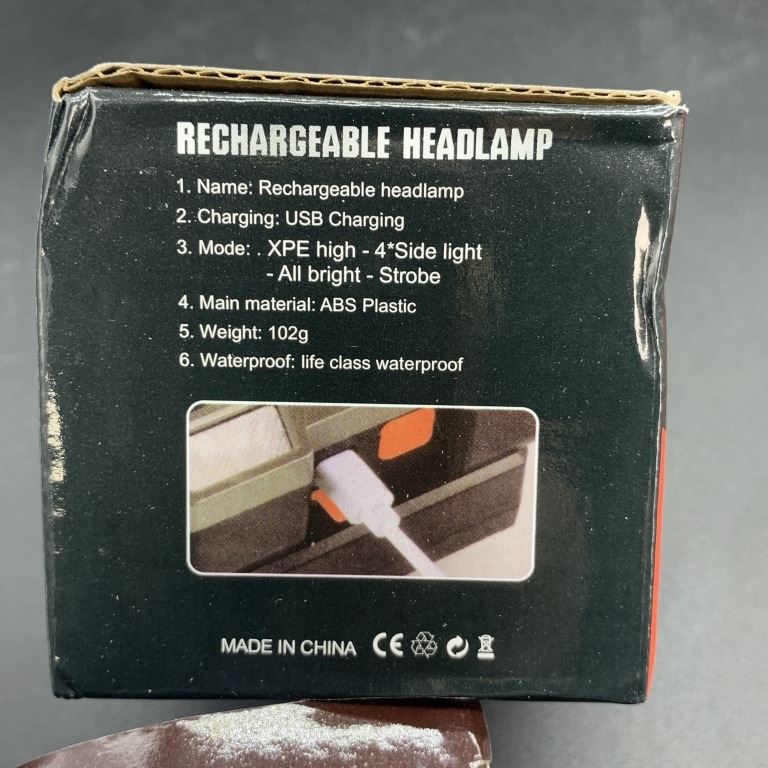 RECHARGEABLE HEADLAMP
1. Name: Rechargeable headlamp
2. Charging: USB Charging
3. Mode: . XPE high - 4*Side light
- All bright - Strobe
4. Main material: ABS Plastic
5. Weight: 102g
6. Waterproof: life class waterproof
MADE IN CHINA CE